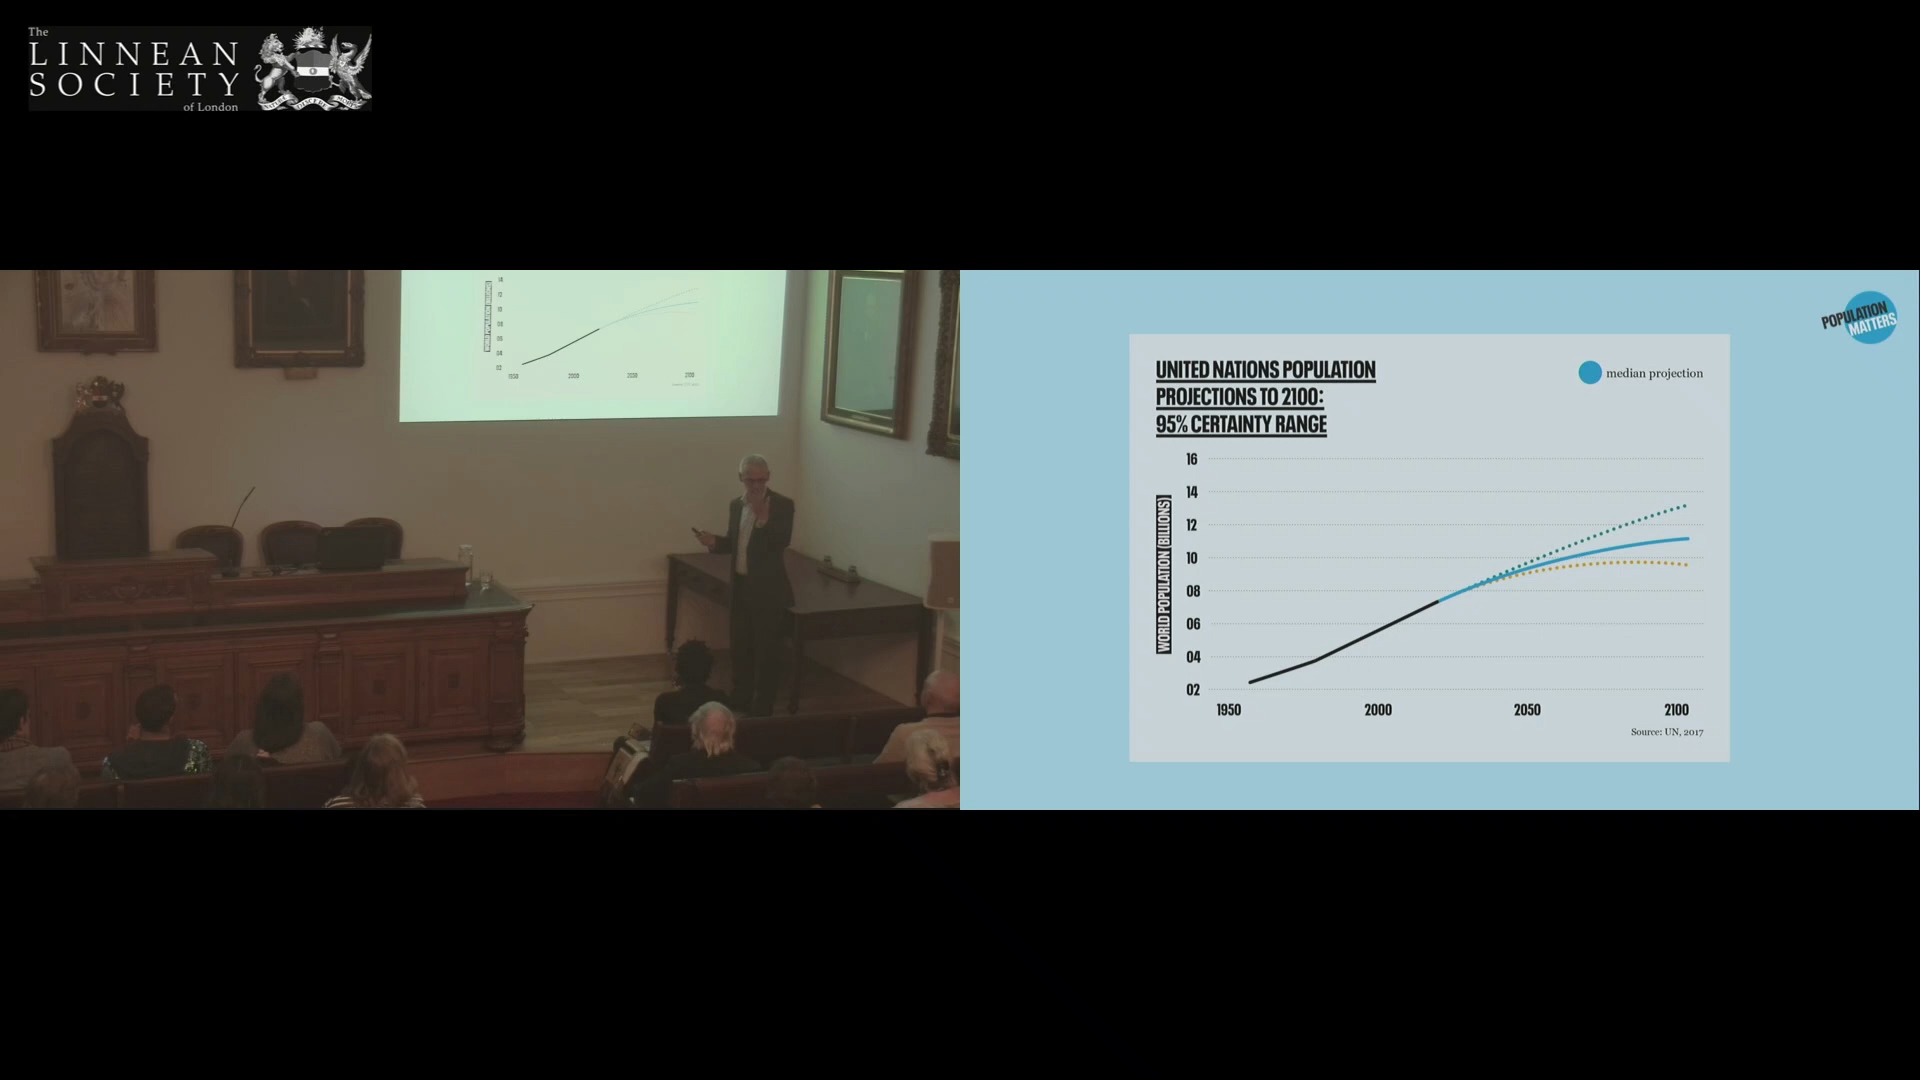 The
LINNEAN
SOCIETY
of London
POPULATION
MATTERS
UNITED NATIONS POPULATION
PROJECTIONS TO 2100:
95% CERTAINTY RANGE
median projection
WORLD POPULATION (BILLIONS)
16
14
12
10
08
06
04
02
1950
2000
2050
2100
Source: UN, 2017